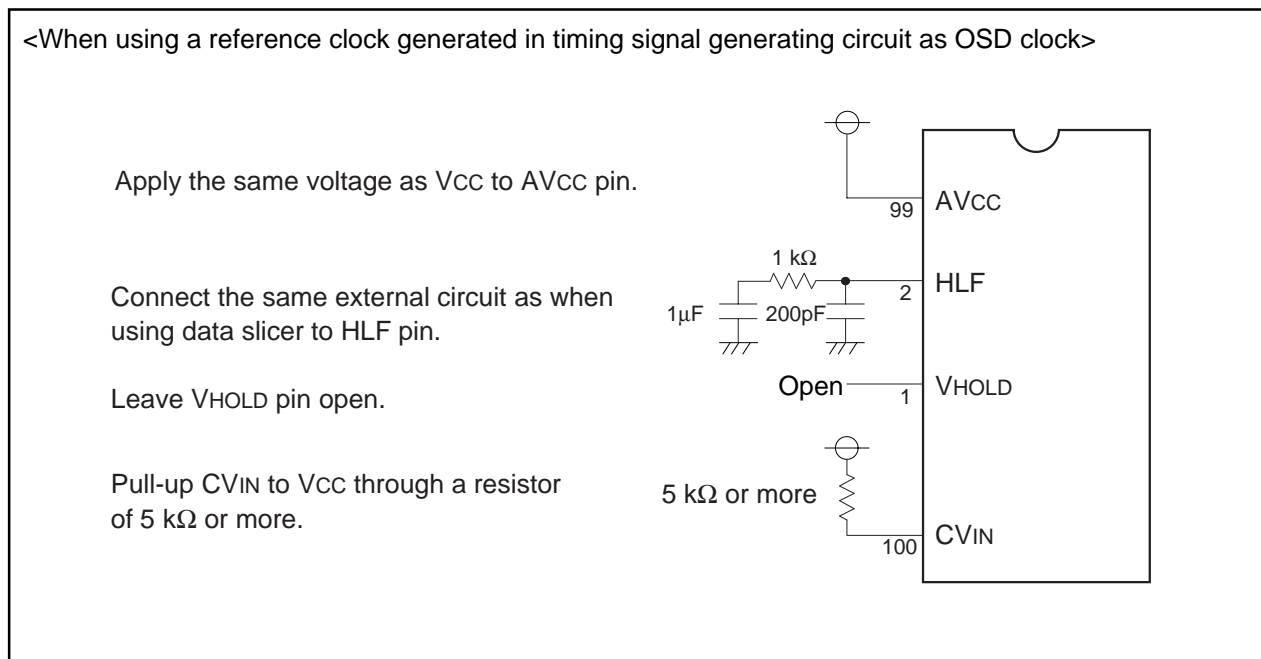 <When using a reference clock generated in timing signal generating circuit as OSD clock>
Apply the same voltage as VCC to AVCC pin.
99
AVCC
1 kΩ
Connect the same external circuit as when
using data slicer to HLF pin.
1μF
200pF
2
HLF
Leave VHOLD pin open.
Open
1
VHOLD
Pull-up CVIN to VCC through a resistor
of 5 kΩ or more.
5 kΩ or more
100
CVIN